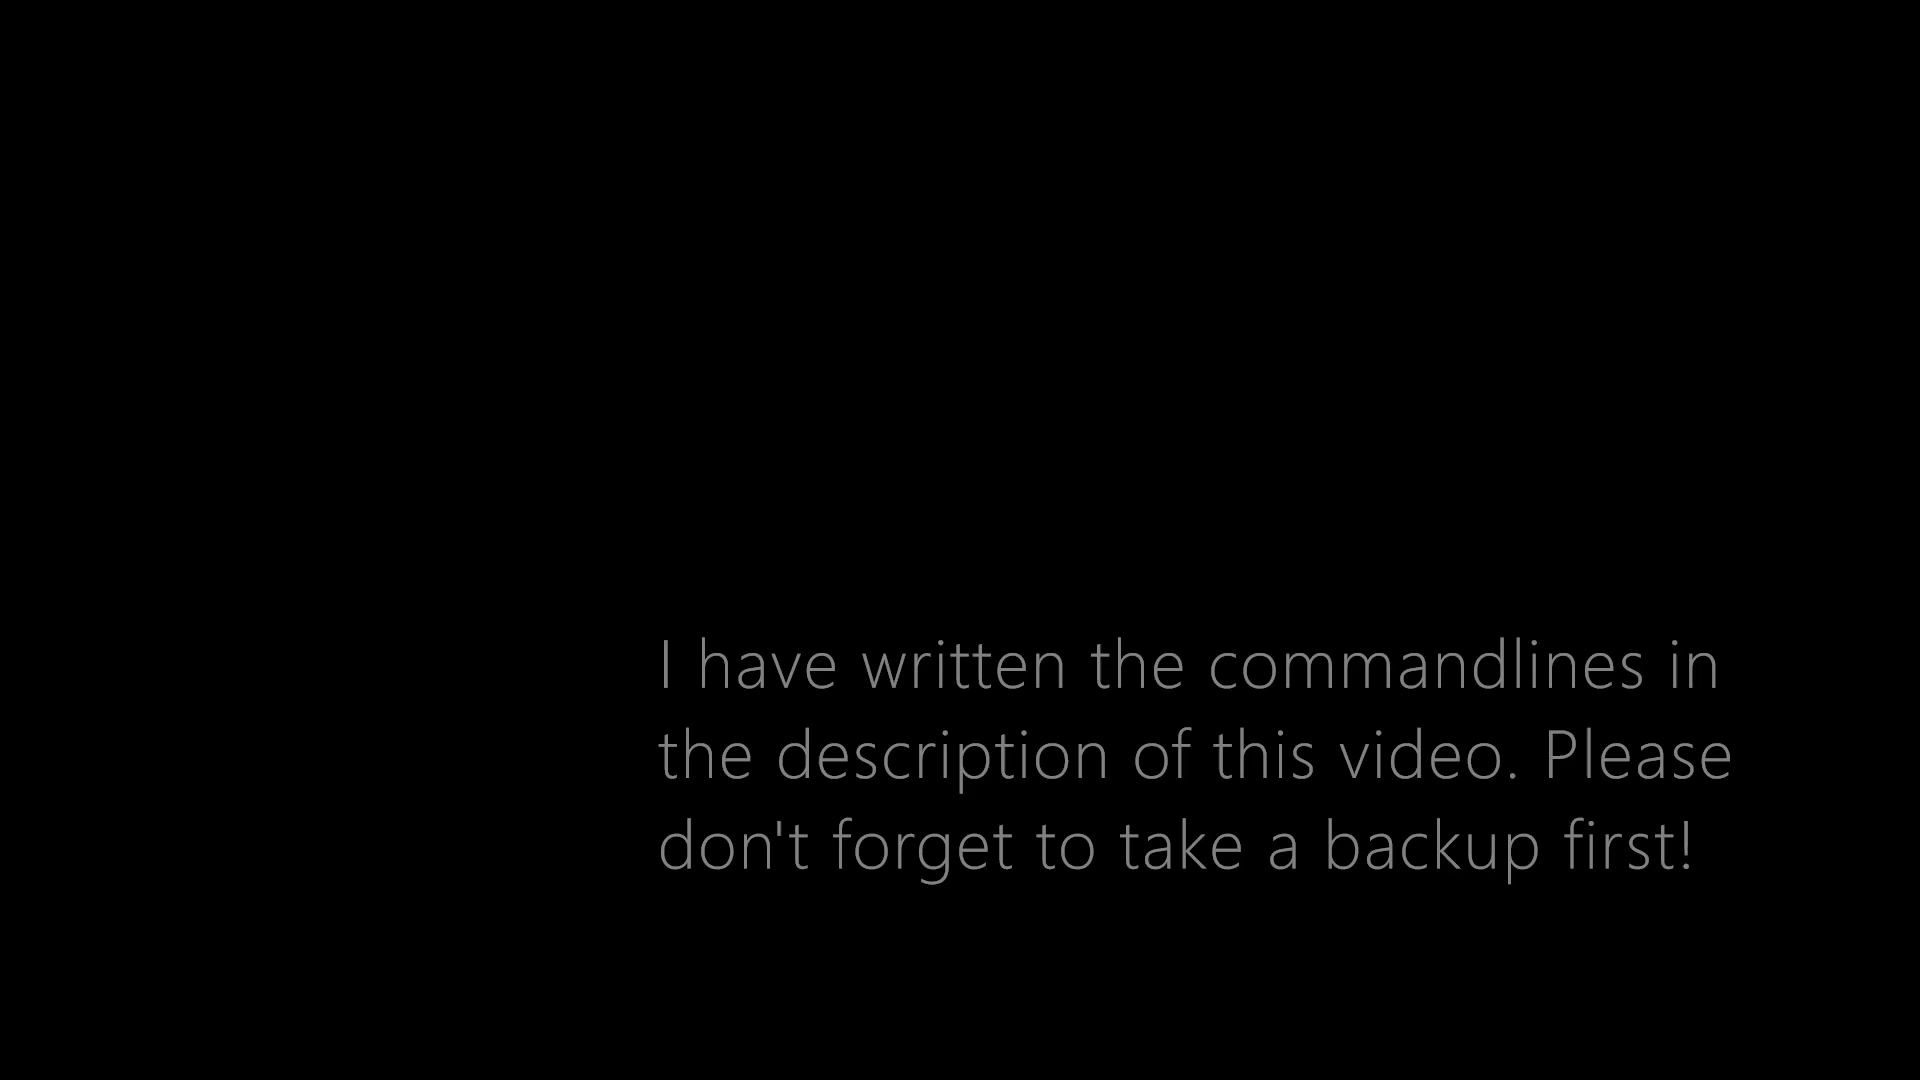 I have written the commandlines in
the description of this video. Please
don't forget to take a backup first!